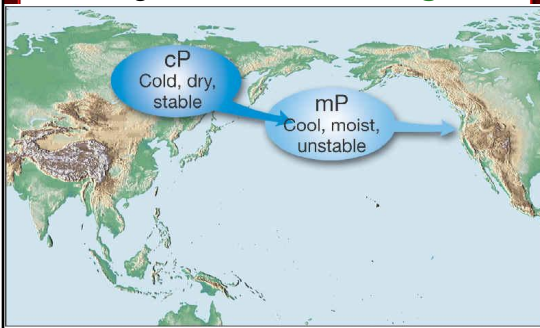 cP
Cold, dry,
stable
mP
Cool, moist,
unstable